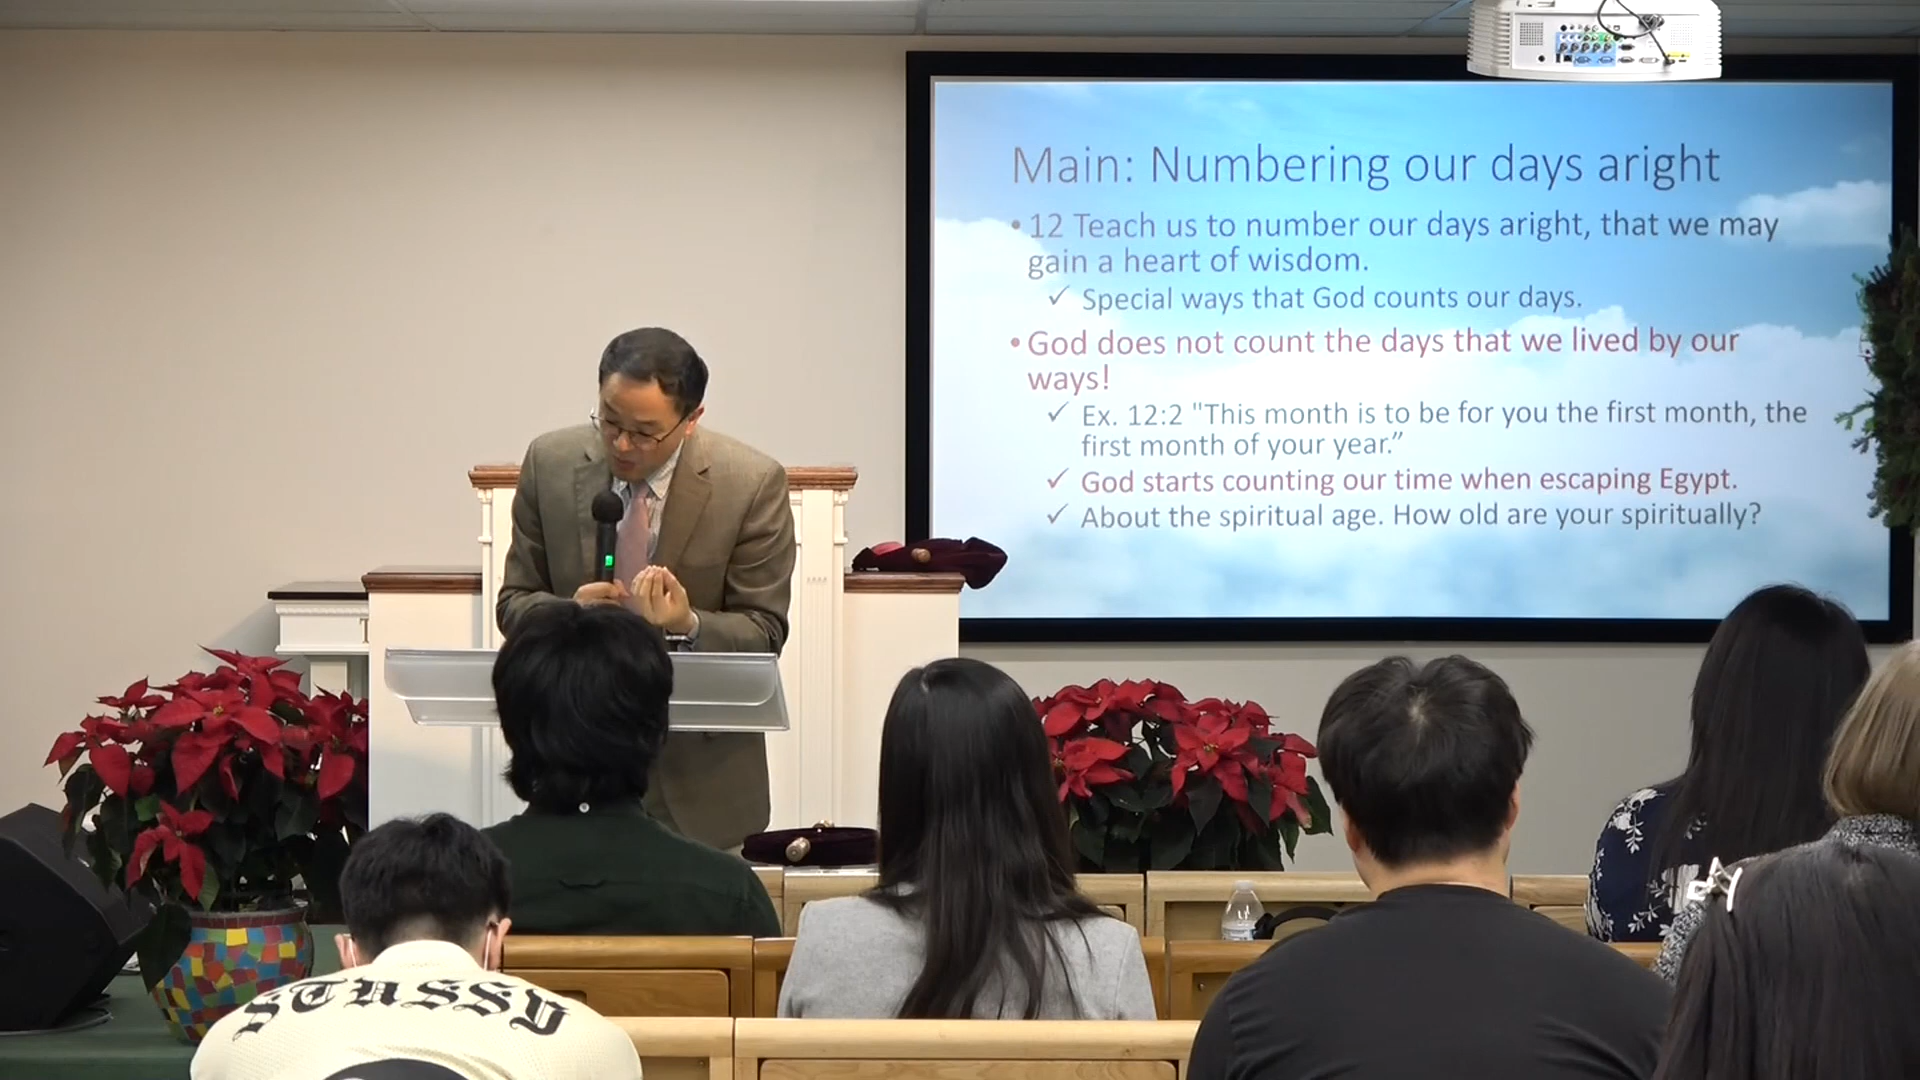 Main: Numbering our days aright
• 12 Teach us to number our days aright, that we may
gain a heart of wisdom.
✓ Special ways that God counts our days.
• God does not count the days that we lived by our
ways!
✓ Ex. 12:2 "This month is to be for you the first month, the
first month of your year.”
✓ God starts counting our time when escaping Egypt.
✓ About the spiritual age. How old are your spiritually?
STUSSY